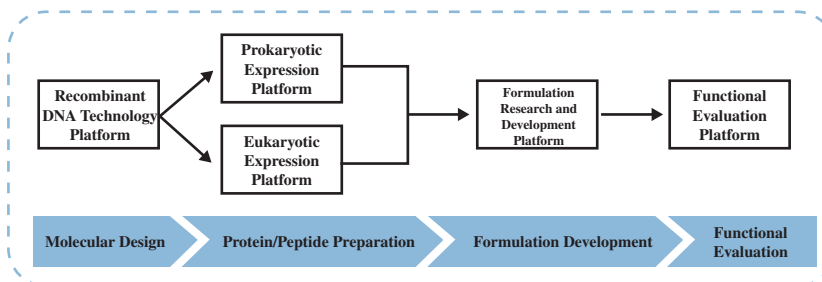 Prokaryotic
Expression
Platform
Recombinant
DNA Technology
Platform
Eukaryotic
Expression
Platform
Formulation
Research and
Development
Platform
Functional
Evaluation
Platform
Molecular Design
Protein/Peptide Preparation
Formulation Development
Functional
Evaluation